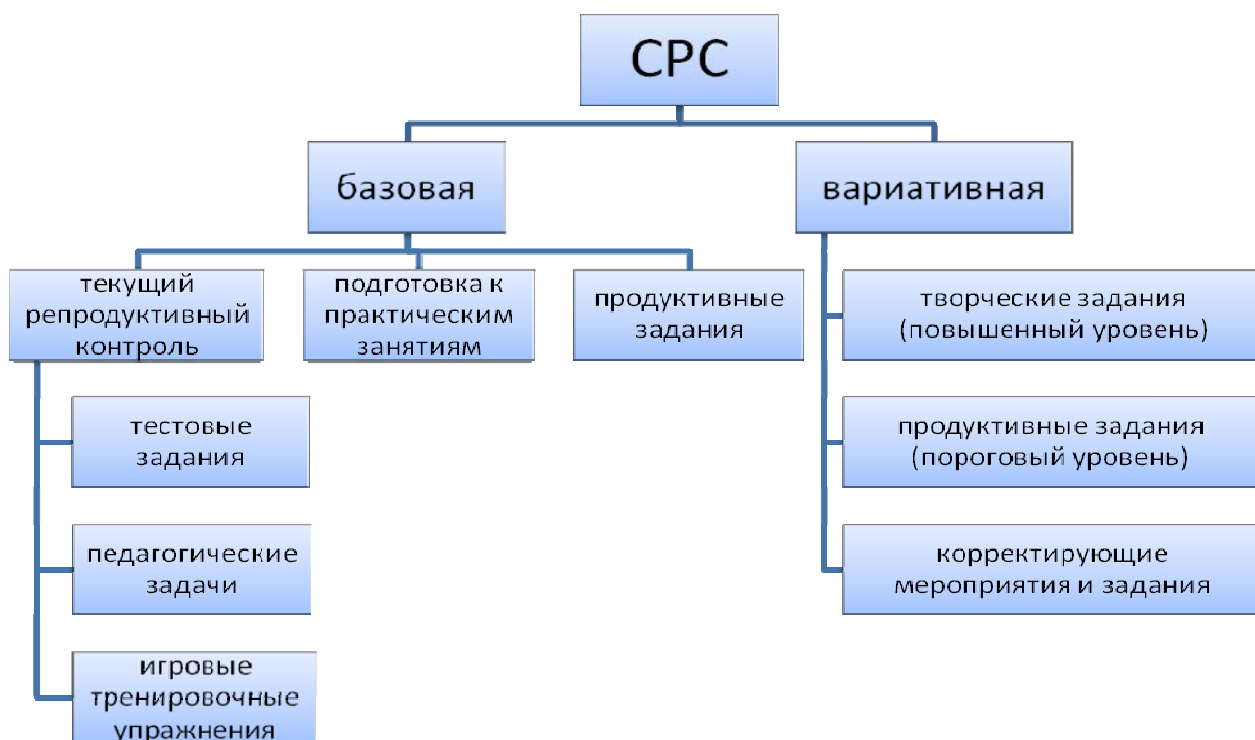 СРС
базовая
вариативная
текущий
репродуктивный
контроль
подготовка к
практическим
занятиям
продуктивные
задания
тестовые
задания
педагогические
задачи
игровые
тренировочные
упражнения
творческие задания
(повышенный уровень)
продуктивные задания
(пороговый уровень)
корректирующие
мероприятия и задания